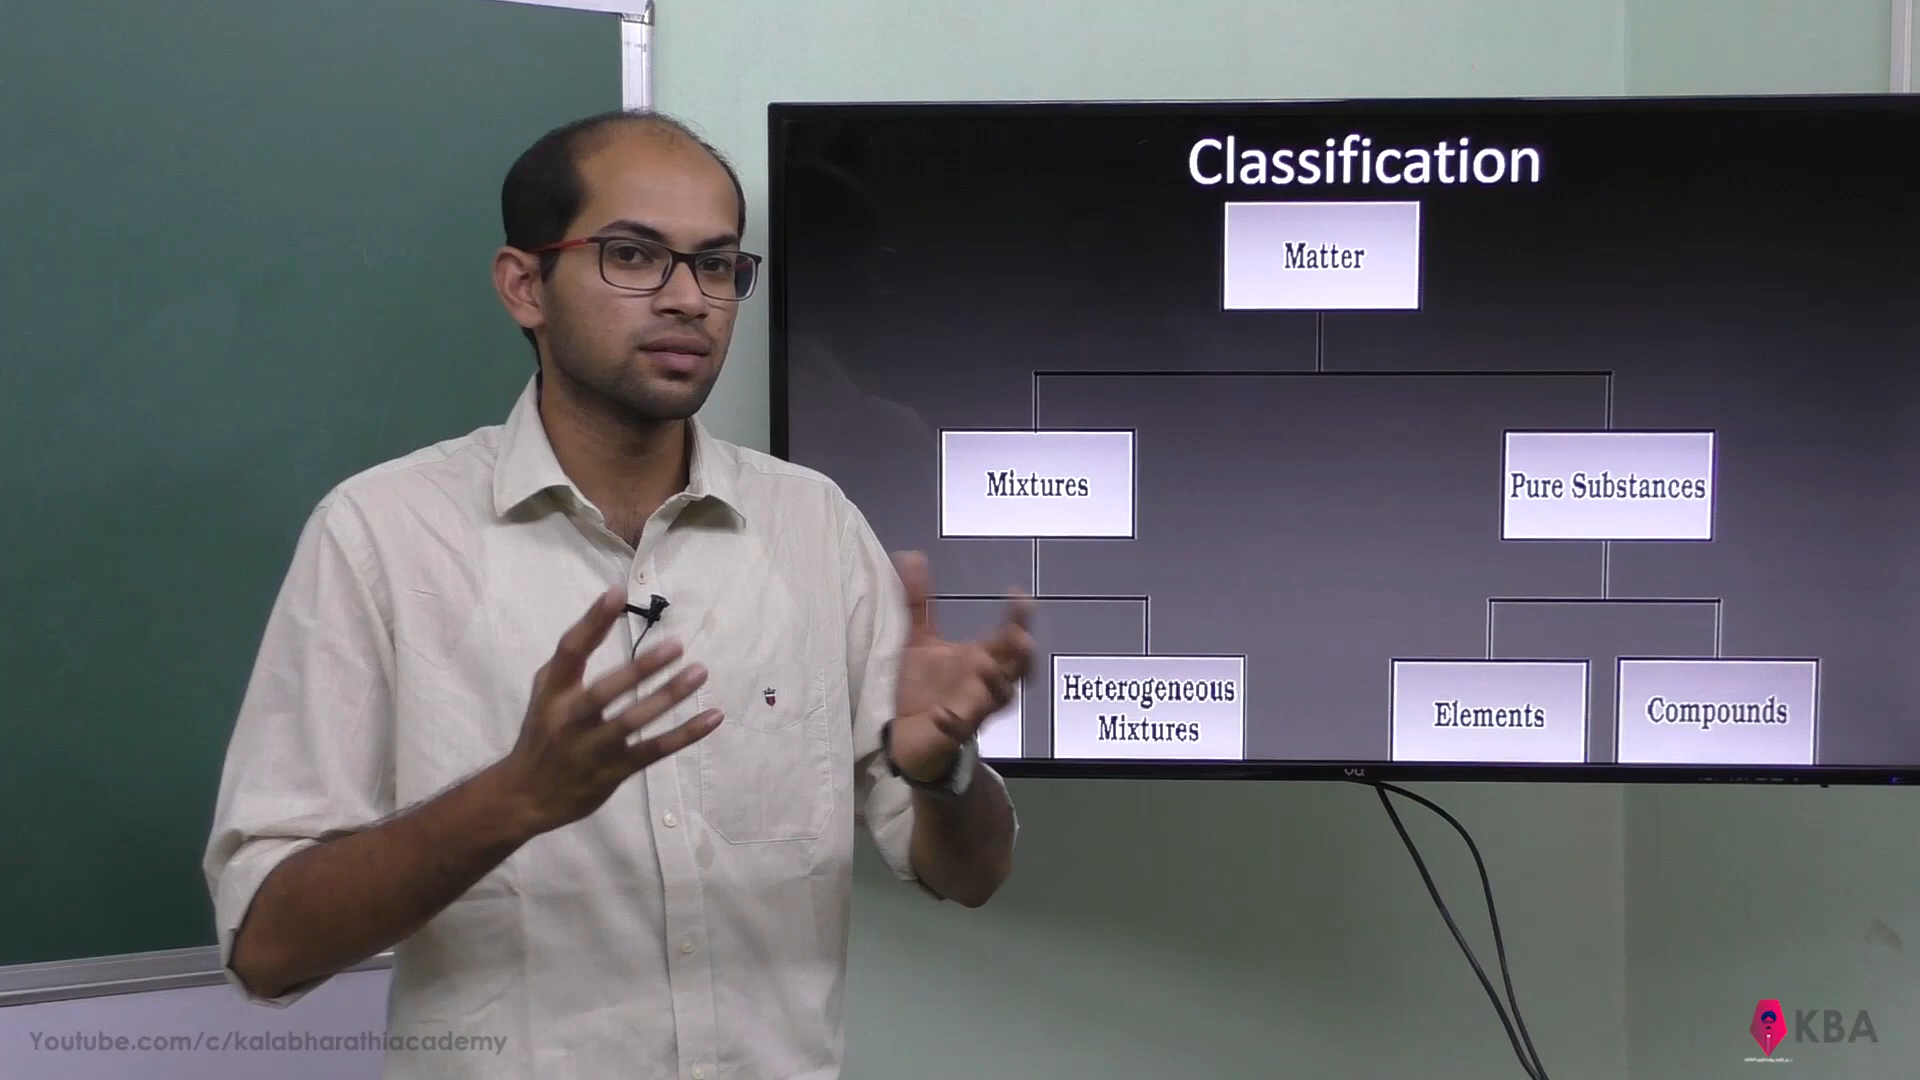 Classification
Matter
Mixtures
Pure Substances
Heterogeneous
Mixtures
Elements
Compounds
Youtube.com/c/kalabharathiacademy
KBA